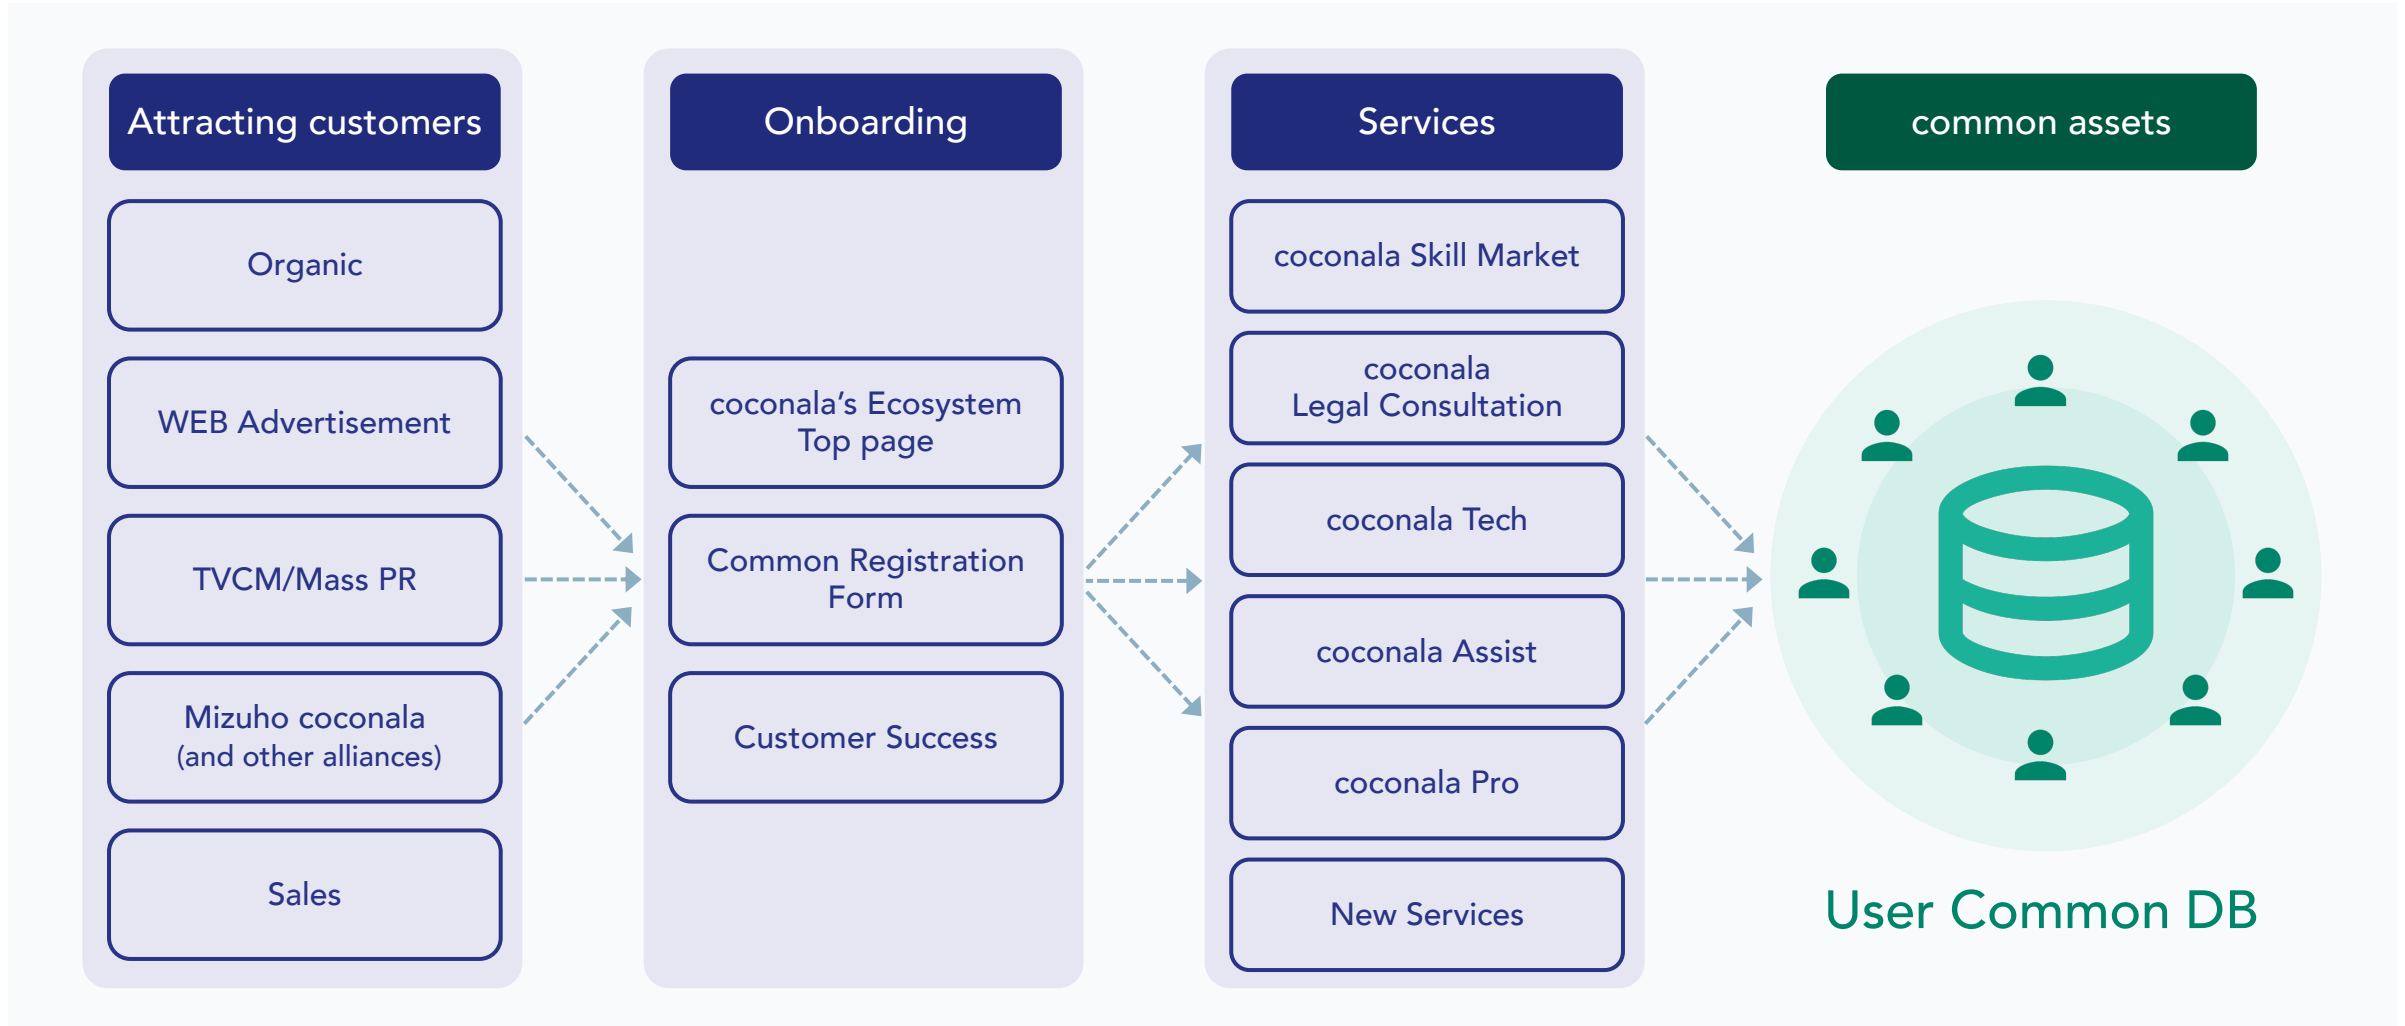 Attracting customers
Organic
WEB Advertisement
TVCM/Mass PR
Mizuho coconala
(and other alliances)
Sales
Onboarding
coconala’s Ecosystem
Top page
Common Registration
Form
Customer Success
Services
coconala Skill Market
coconala
Legal Consultation
coconala Tech
coconala Assist
coconala Pro
New Services
common assets
User Common DB